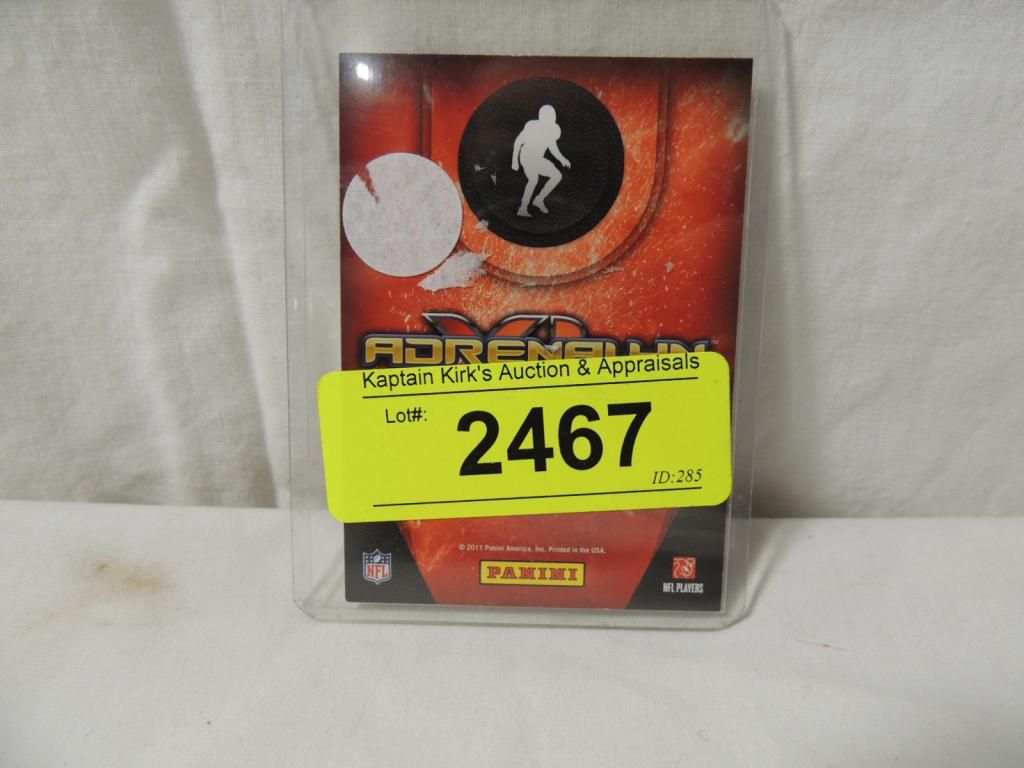 ADRENALYN
Kaptain Kirk's Auction & Appraisals
Lot#:
2467
ID:285
© 2011 Panini America, Inc. Printed in the USA.
NFL
PANINI
NFL PLAYERS